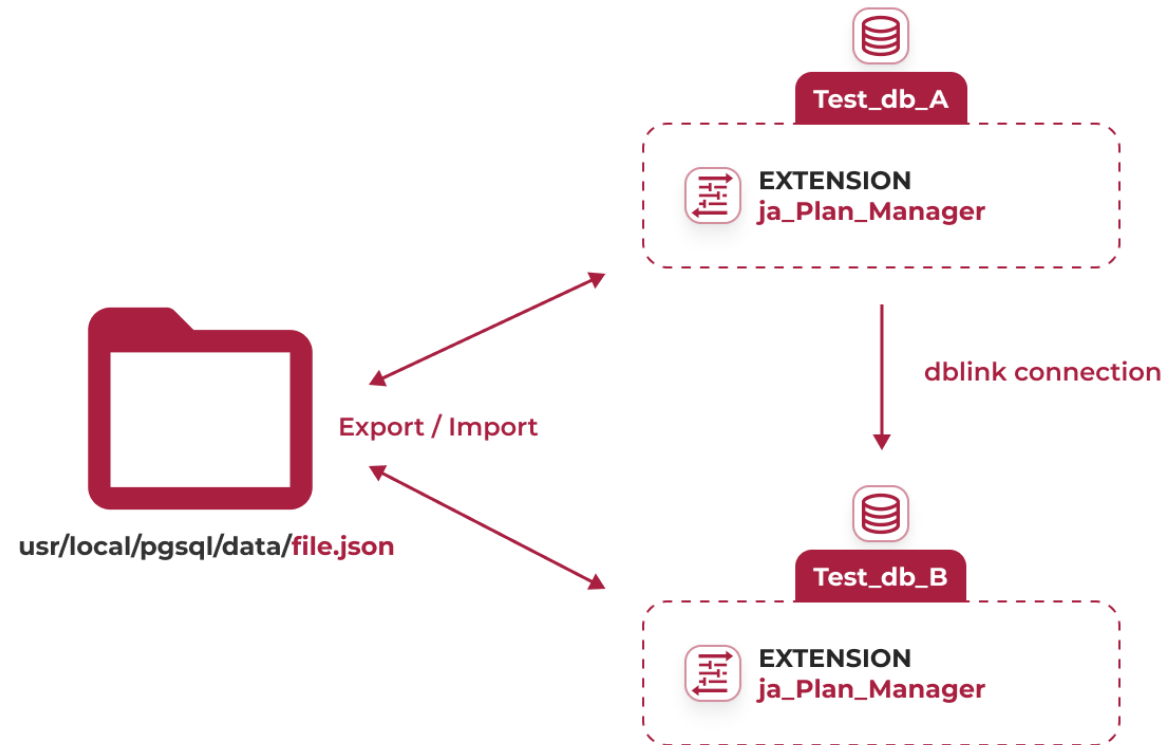 Test_db_A
EXTENSION
ja_Plan_Manager
dblink connection
Export / Import
usr/local/pgsql/data/file.json
Test_db_B
EXTENSION
ja_Plan_Manager